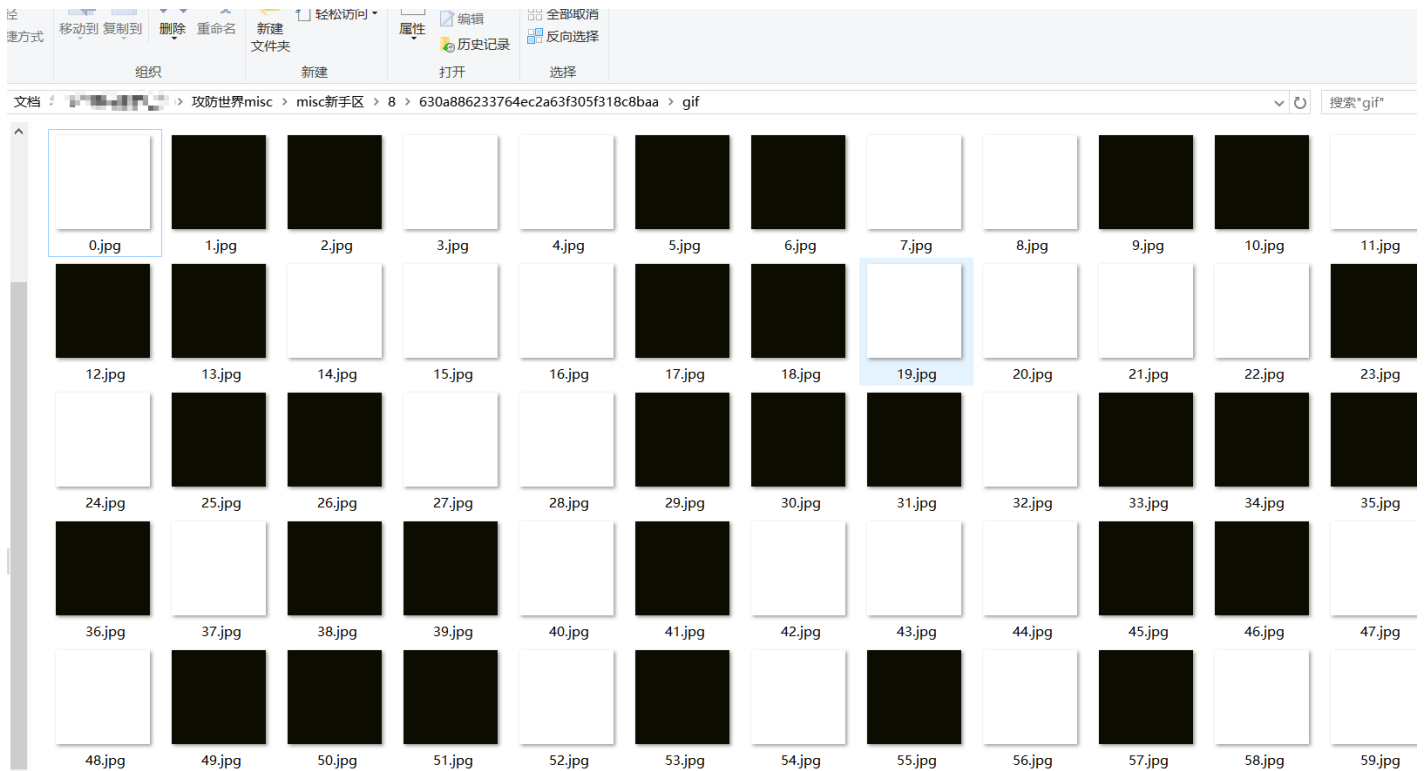 移动到 复制到 删除 重命名 新建 文件夹 轻松访问 属性 编辑 全部取消
捷方式 历史记录 反向选择
组织 新建 打开 选择
文档 › 攻防世界misc › misc新手区 › 8 › 630a886233764ec2a63f305f318c8baa › gif 搜索"gif"
0.jpg 1.jpg 2.jpg 3.jpg 4.jpg 5.jpg 6.jpg 7.jpg 8.jpg 9.jpg 10.jpg 11.jpg
12.jpg 13.jpg 14.jpg 15.jpg 16.jpg 17.jpg 18.jpg 19.jpg 20.jpg 21.jpg 22.jpg 23.jpg
24.jpg 25.jpg 26.jpg 27.jpg 28.jpg 29.jpg 30.jpg 31.jpg 32.jpg 33.jpg 34.jpg 35.jpg
36.jpg 37.jpg 38.jpg 39.jpg 40.jpg 41.jpg 42.jpg 43.jpg 44.jpg 45.jpg 46.jpg 47.jpg
48.jpg 49.jpg 50.jpg 51.jpg 52.jpg 53.jpg 54.jpg 55.jpg 56.jpg 57.jpg 58.jpg 59.jpg